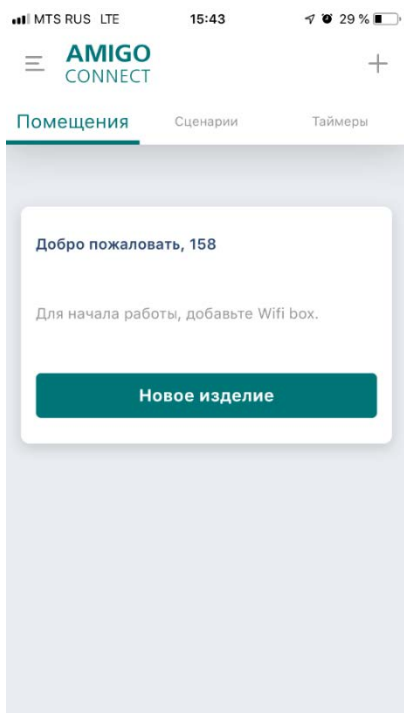 MTS RUS LTE 15:43 29 %
AMIGO
CONNECT
Помещения Сценарии Таймеры
Добро пожаловать, 158
Для начала работы, добавьте Wifi box.
Новое изделие